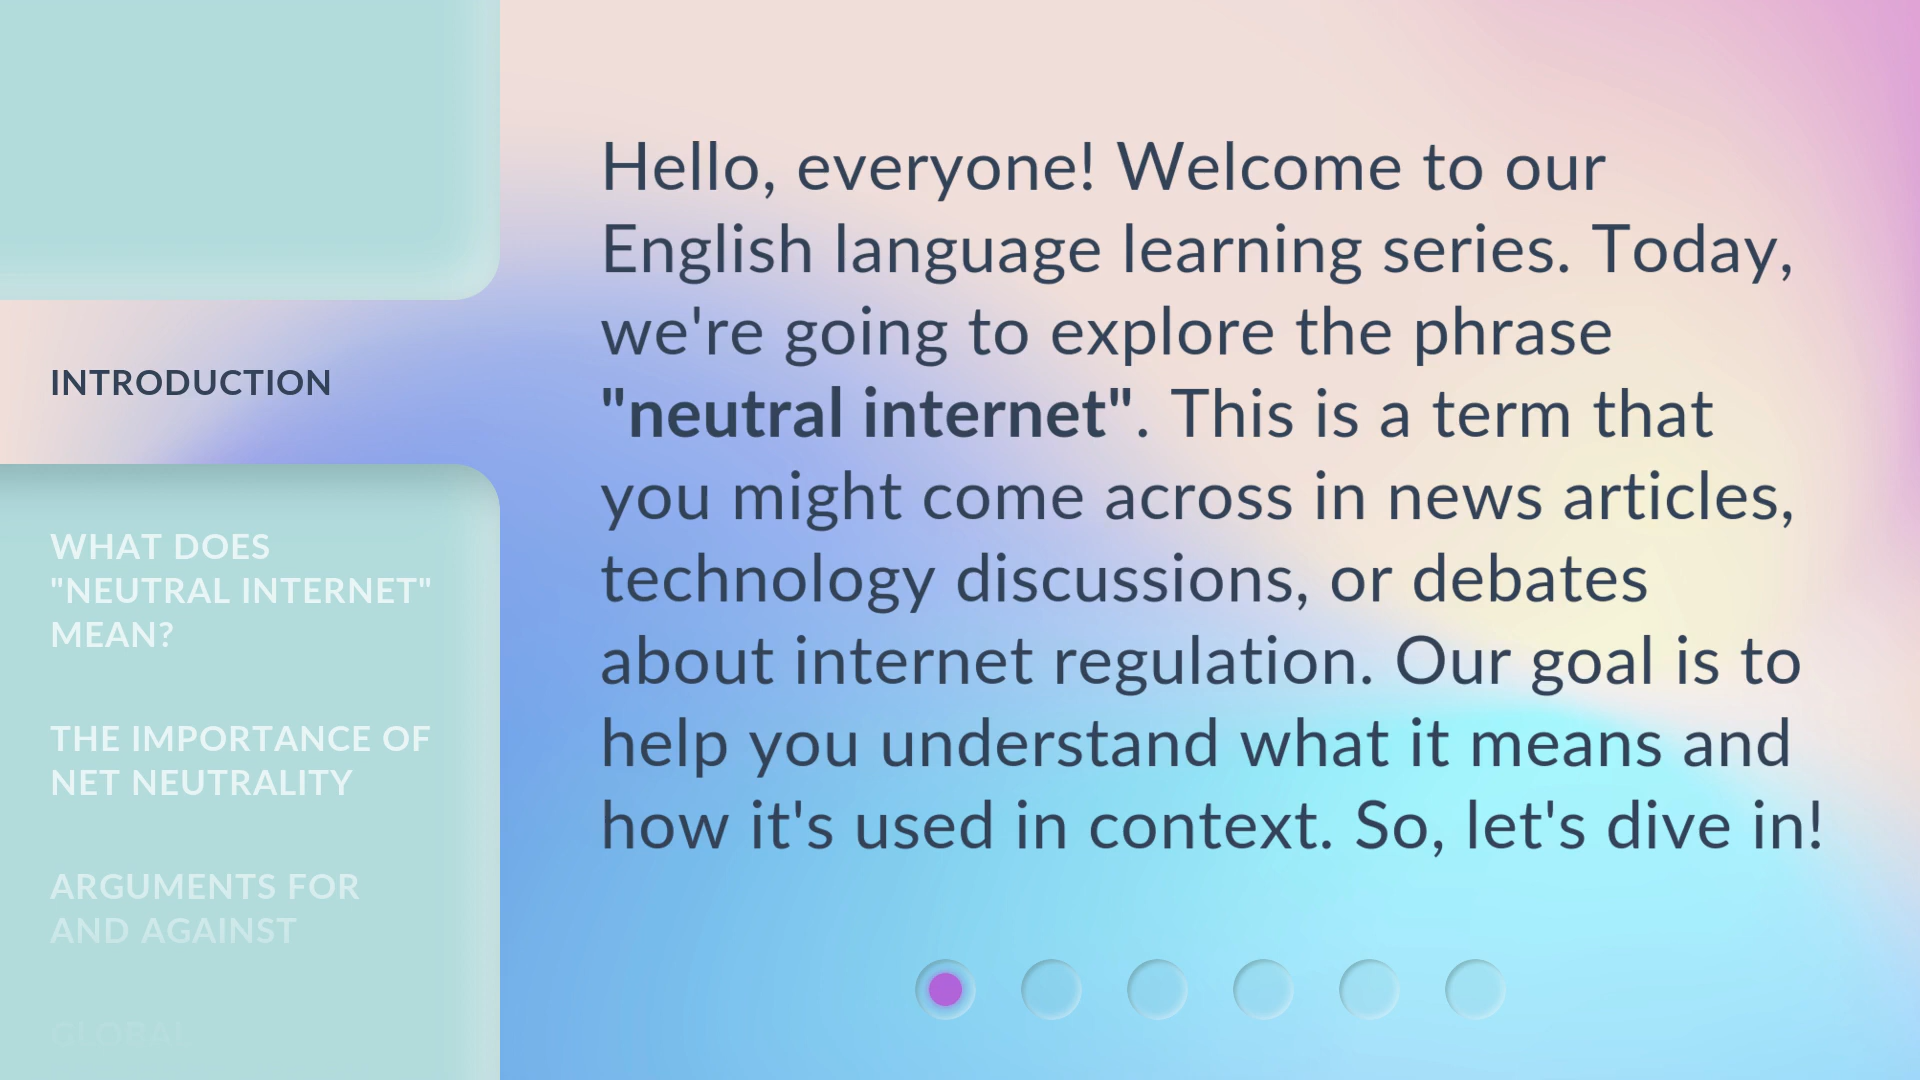 INTRODUCTION
WHAT DOES
"NEUTRAL INTERNET"
MEAN?
THE IMPORTANCE OF
NET NEUTRALITY
ARGUMENTS FOR
AND AGAINST
GLOBAL
Hello, everyone! Welcome to our
English language learning series. Today,
we're going to explore the phrase
"neutral internet". This is a term that
you might come across in news articles,
technology discussions, or debates
about internet regulation. Our goal is to
help you understand what it means and
how it's used in context. So, let's dive in!